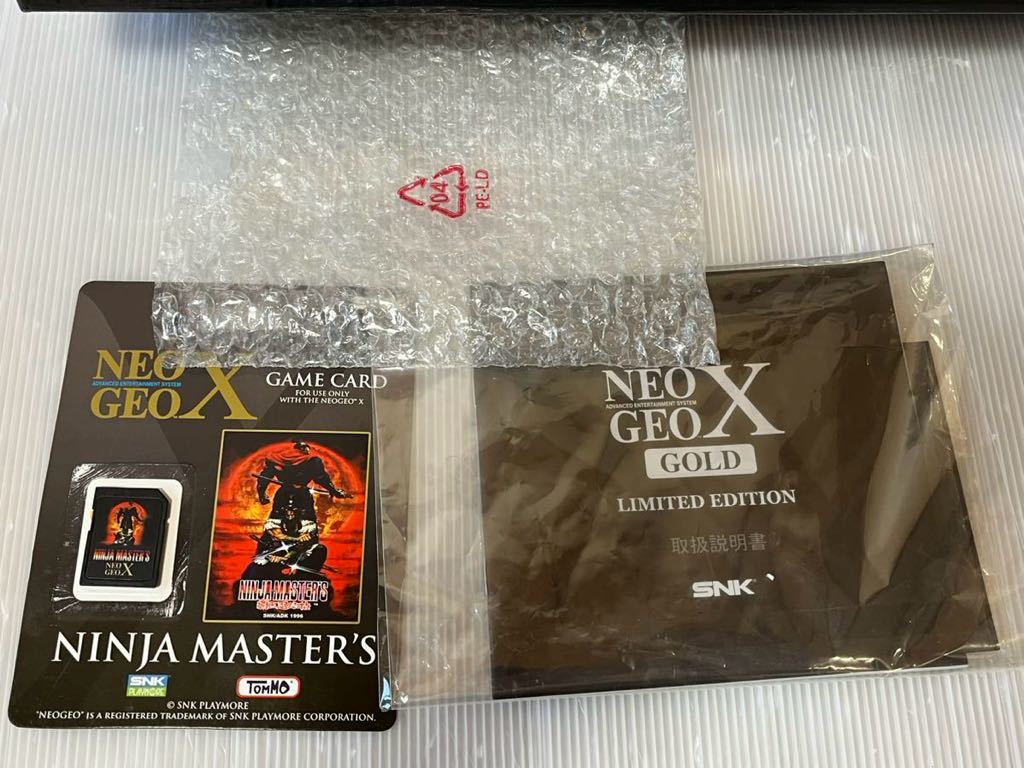 04
PE-LD
NEO
GEO X
ADVANCED ENTERTAINMENT SYSTEM
GAME CARD
FOR USE ONLY
WITH THE NEOGEO™ X
NINJA MASTER'S
NEO
GEO X
NINJA MASTER'S
SNK/ADK 1996
NINJA MASTER'S
SNK
PLAYMORE
TOMMO
© SNK PLAYMORE
"NEOGEO" IS A REGISTERED TRADEMARK OF SNK PLAYMORE CORPORATION.
NEO
GEO X
ADVANCED ENTERTAINMENT SYSTEM
GOLD
LIMITED EDITION
取扱説明書
SNK